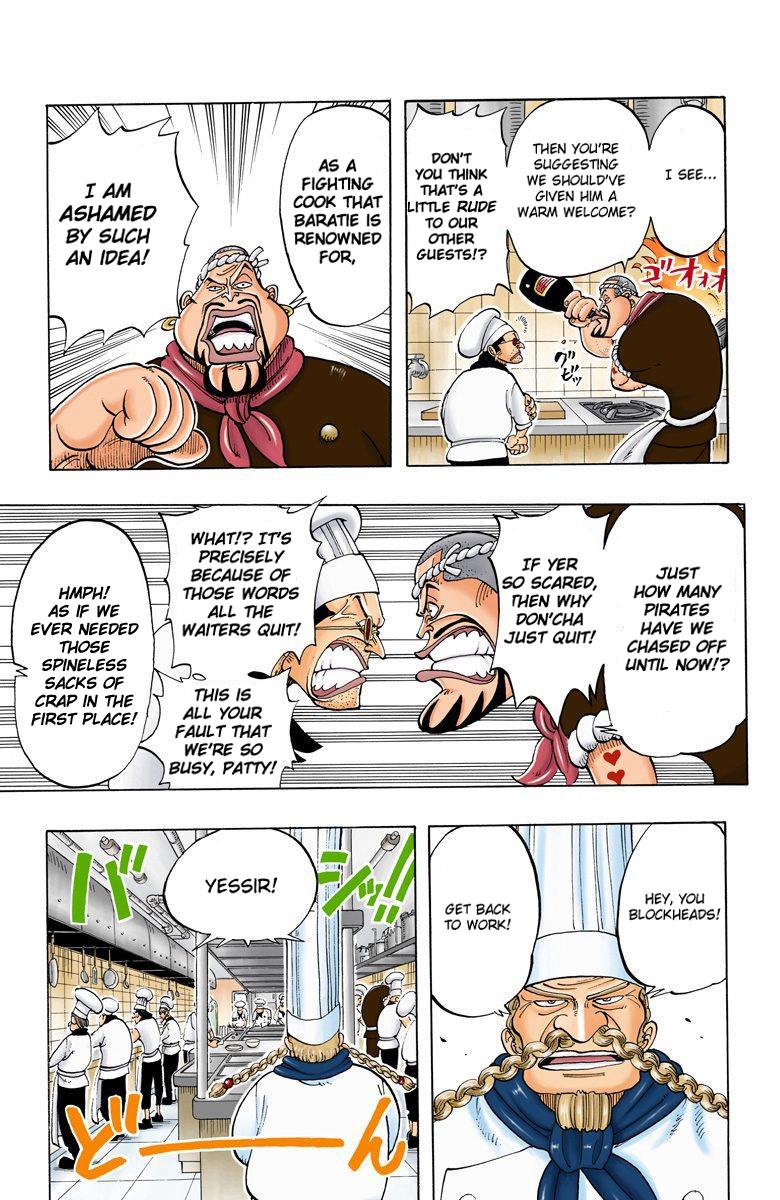 I SEE...
THEN YOU'RE
SUGGESTING
WE SHOULD'VE
GIVEN HIM A
WARM WELCOME?
DON'T
YOU THINK
THAT'S A
LITTLE RUDE
TO OUR
OTHER
GUESTS!?
ゴオォォ
グビッ
AS A
FIGHTING
COOK THAT
BARATIE IS
RENOWNED
FOR,
I AM
ASHAMED
BY SUCH
AN IDEA!
JUST
HOW MANY
PIRATES
HAVE WE
CHASED OFF
UNTIL NOW!?
IF YER
SO SCARED,
THEN WHY
DON'CHA
JUST QUIT!
WHAT!? IT'S
PRECISELY
BECAUSE OF
THOSE WORDS
ALL THE
WAITERS QUIT!
THIS IS
ALL YOUR
FAULT THAT
WE'RE SO
BUSY, PATTY!
HMPH!
AS IF WE
EVER NEEDED
THOSE
SPINELESS
SACKS OF
CRAP IN THE
FIRST PLACE!
HEY, YOU
BLOCKHEADS!
GET BACK
TO WORK!
YESSIR!
バシッ!!
どーーん